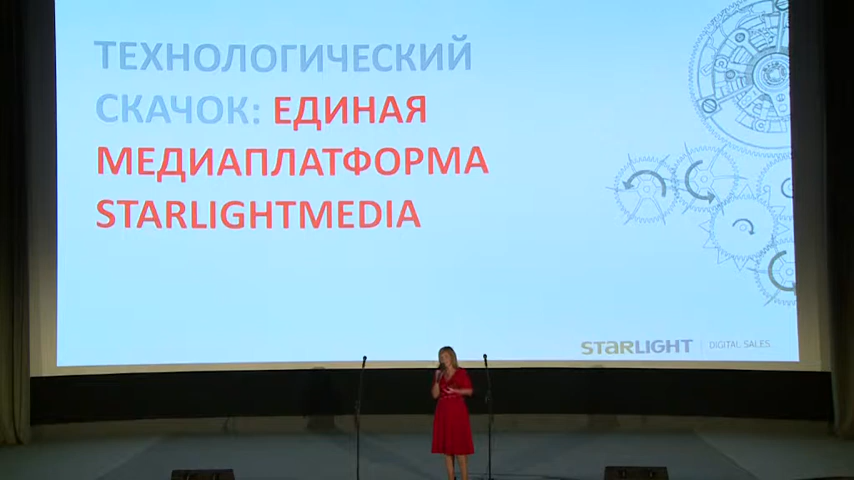 ТЕХНОЛОГИЧЕСКИЙ
СКАЧОК: ЕДИНАЯ
МЕДИАПЛАТФОРМА
STARLIGHTMEDIA
STARLIGHT DIGITAL SALES